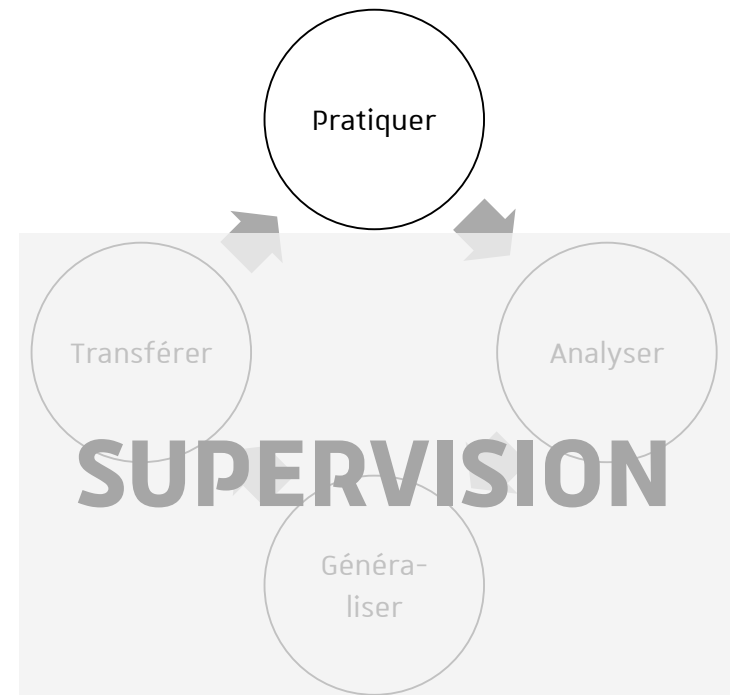 Pratiquer
Transférer
Analyser
SUPERVISION
Généra-
liser